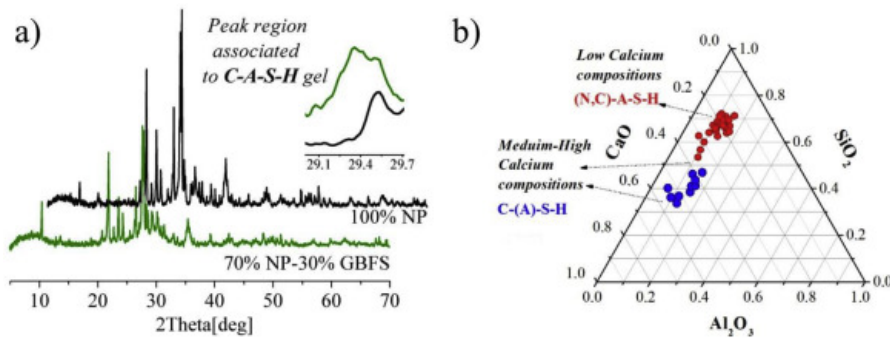 a)
Peak region
associated
to C-A-S-H gel
29.1 29.4 29.7
100% NP
70% NP-30% GBFS
10 20 30 40 50 60 70
2Theta[deg]
b)
Low Calcium
compositions
(N,C)-A-S-H
Meduim-High
Calcium
compositions
C-(A)-S-H
CaO
0.0
0.2
0.4
0.6
0.8
1.0
SiO2
1.0
0.8
0.6
0.4
0.2
0.0
0.0 0.2 0.4 0.6 0.8 1.0
Al2O3